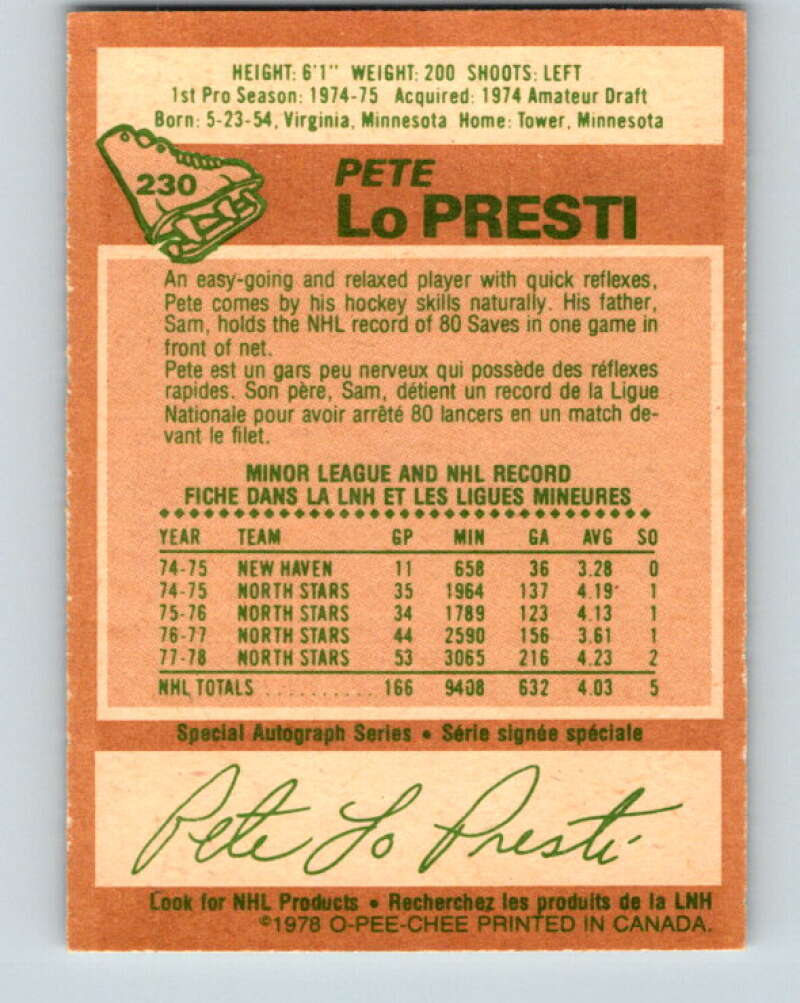 HEIGHT: 6'1" WEIGHT: 200 SHOOTS: LEFT
1st Pro Season: 1974-75 Acquired: 1974 Amateur Draft
Born: 5-23-54, Virginia, Minnesota Home: Tower, Minnesota
230
PETE
Lo PRESTI
An easy-going and relaxed player with quick reflexes,
Pete comes by his hockey skills naturally. His father,
Sam, holds the NHL record of 80 Saves in one game in
front of net.
Pete est un gars peu nerveux qui possède des réflexes
rapides. Son père, Sam, détient un record de la Ligue
Nationale pour avoir arrêté 80 lancers en un match de-
vant le filet.
MINOR LEAGUE AND NHL RECORD
FICHE DANS LA LNH ET LES LIGUES MINEURES
YEAR TEAM GP MIN GA AVG SO
74-75 NEW HAVEN 11 658 36 3.28 0
74-75 NORTH STARS 35 1964 137 4.19 1
75-76 NORTH STARS 34 1789 123 4.13 1
76-77 NORTH STARS 44 2590 156 3.61 1
77-78 NORTH STARS 53 3065 216 4.23 2
NHL TOTALS .......... 166 9408 632 4.03 5
Special Autograph Series • Série signée spéciale
Pete Lo Presti
Look for NHL Products • Recherchez les produits de la LNH
©1978 O-PEE-CHEE PRINTED IN CANADA.